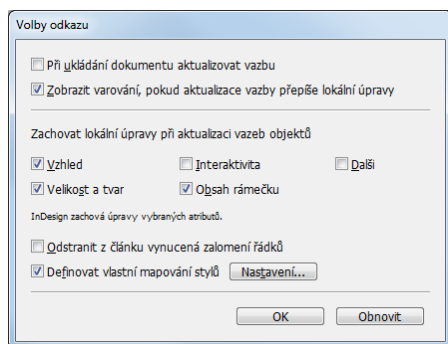 Volby odkazu
Při ukládání dokumentu aktualizovat vazbu
Zobrazit varování, pokud aktualizace vazby přepíše lokální úpravy
Zachovat lokální úpravy při aktualizaci vazeb objektů
Vzhled Interaktivita Další
Velikost a tvar Obsah rámečku
InDesign zachová úpravy vybraných atributů.
Odstranit z článku vynucená zalomení řádků
Definovat vlastní mapování stylů Nastavení...
OK Obnovit